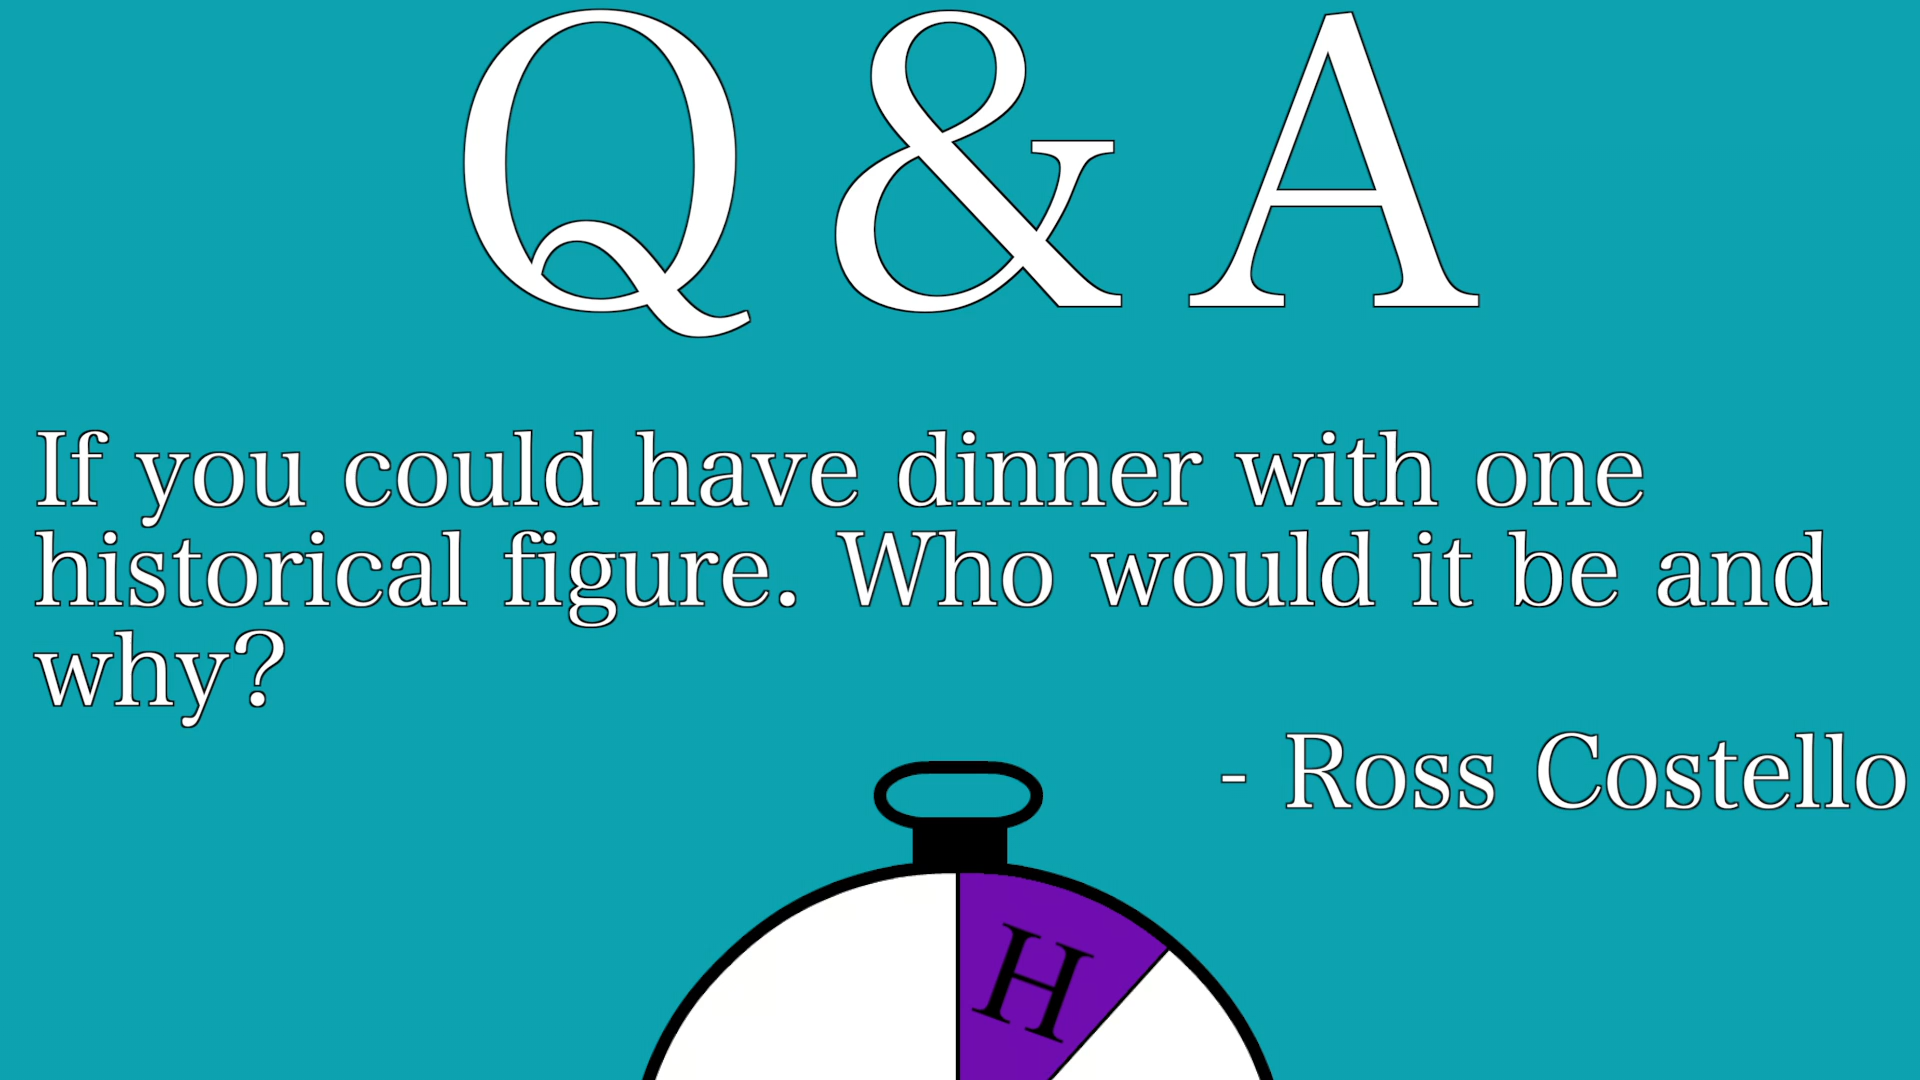 Q & A
If you could have dinner with one
historical figure. Who would it be and
why?
- Ross Costello
H